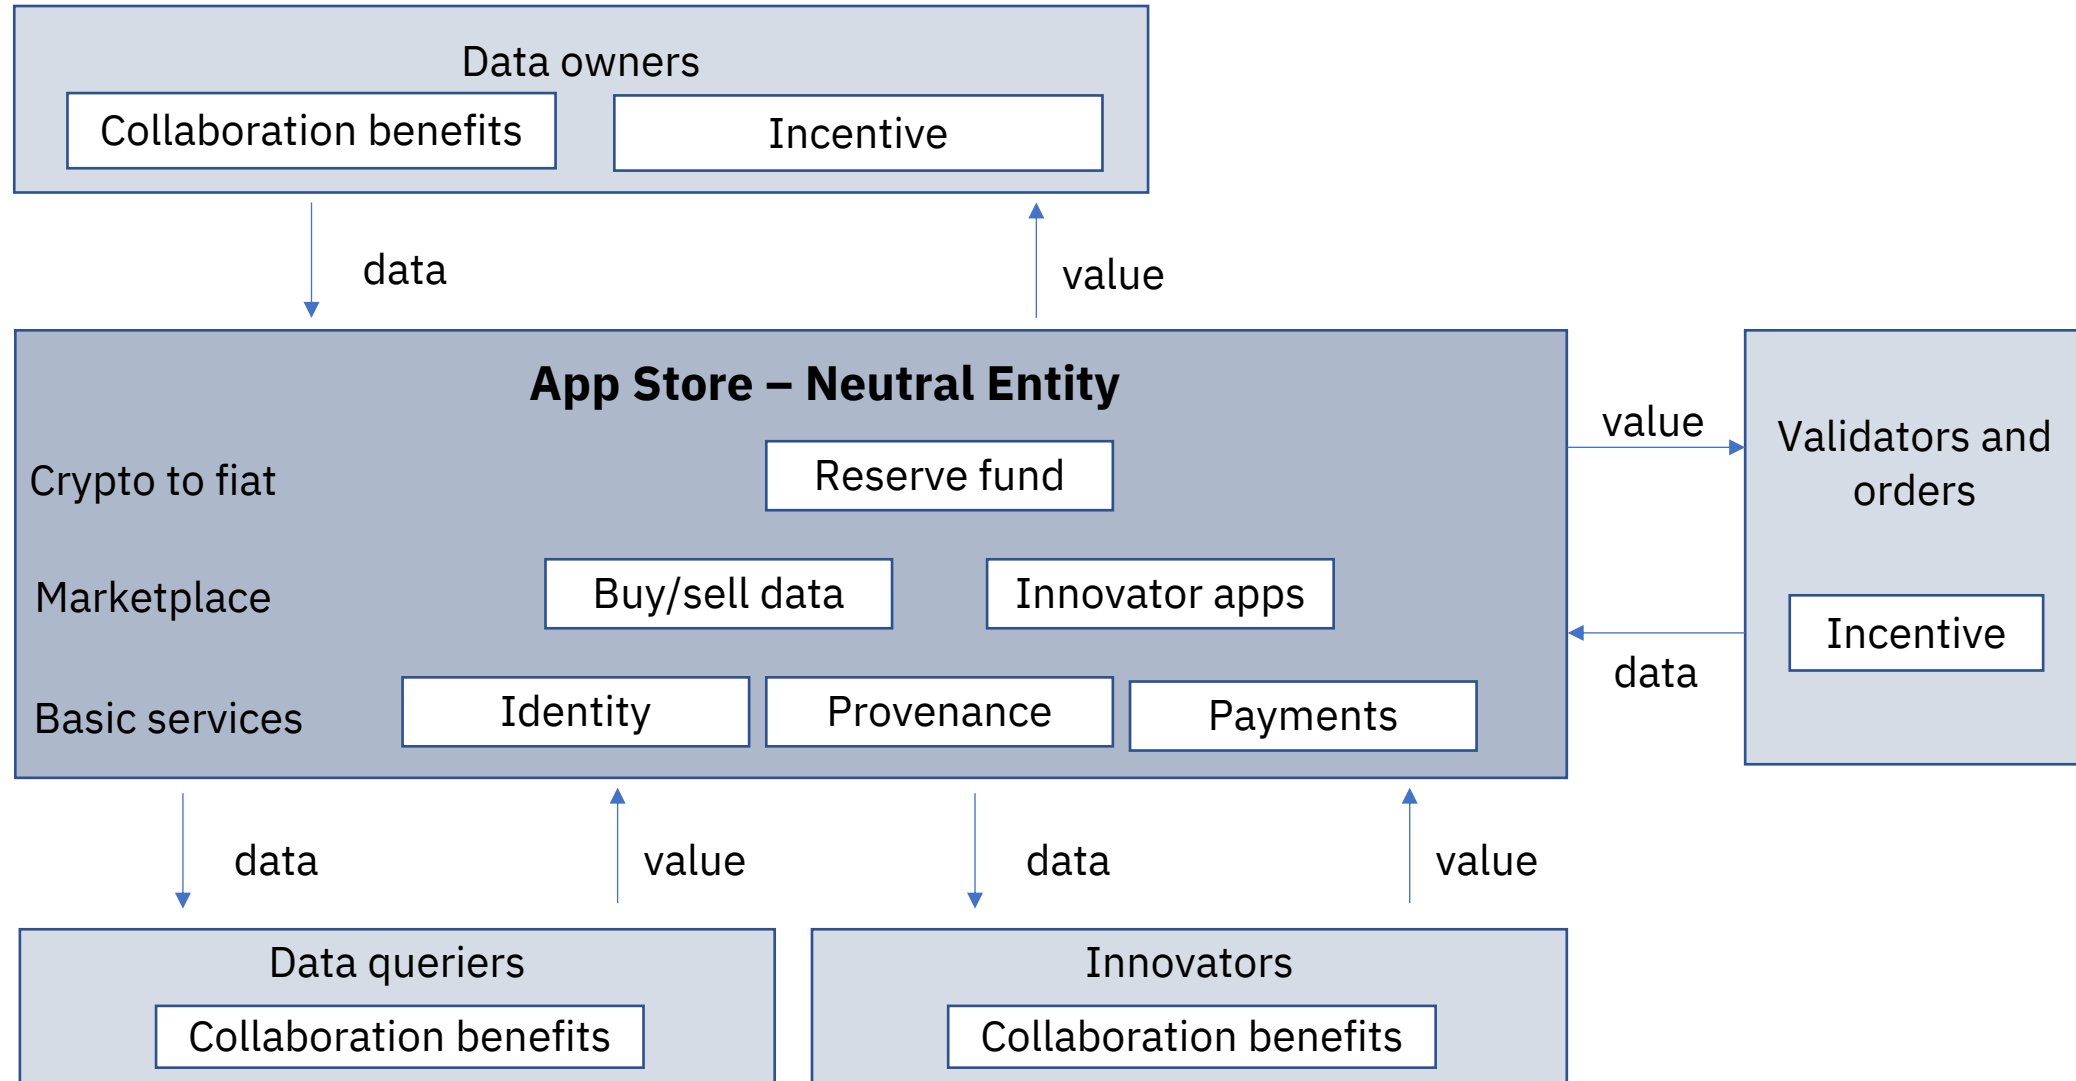 Data owners
Collaboration benefits
Incentive
data
value
App Store – Neutral Entity
Crypto to fiat
Reserve fund
Marketplace
Buy/sell data
Innovator apps
Basic services
Identity
Provenance
Payments
value
Validators and
orders
Incentive
data
data
value
data
value
Data queriers
Collaboration benefits
Innovators
Collaboration benefits